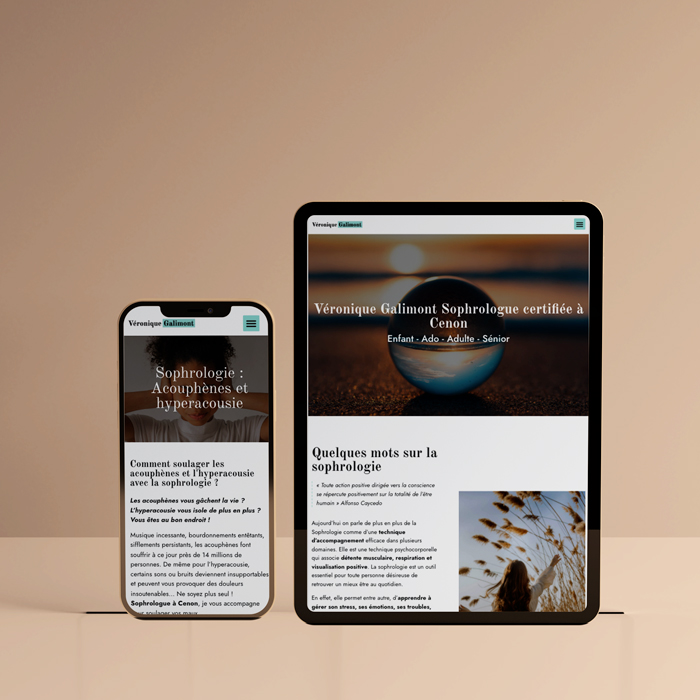 Véronique Galimont
Sophrologie :
Acouphènes et
hyperacousie
Comment soulager les
acouphènes et l'hyperacousie
avec la sophrologie ?
Les acouphènes vous gâchent la vie ?
L'hyperacousie vous isole de plus en plus ?
Vous êtes au bon endroit !
Musique incessante, bourdonnements entêtants,
sifflements persistants, les acouphènes font
souffrir à ce jour près de 14 millions de
personnes. De même pour l'hyperacousie,
certains sons ou bruits deviennent insupportables
et peuvent vous provoquer des douleurs
insoutenables... Ne soyez plus seul !
Sophrologue à Cenon, je vous accompagne
pour soulager vos maux
Véronique Galimont
Véronique Galimont Sophrologue certifiée à
Cenon
Enfant - Ado - Adulte - Sénior
Quelques mots sur la
sophrologie
« Toute action positive dirigée vers la conscience
se répercute positivement sur la totalité de l'être
humain » Alfonso Caycedo
Aujourd'hui on parle de plus en plus de la
Sophrologie comme d'une technique
d'accompagnement efficace dans plusieurs
domaines. Elle est une technique psychocorporelle
qui associe détente musculaire, respiration et
visualisation positive. La sophrologie est un outil
essentiel pour toute personne désireuse de
retrouver un mieux être au quotidien.
En effet, elle permet entre autre, d'apprendre à
gérer son stress, ses émotions, ses troubles,